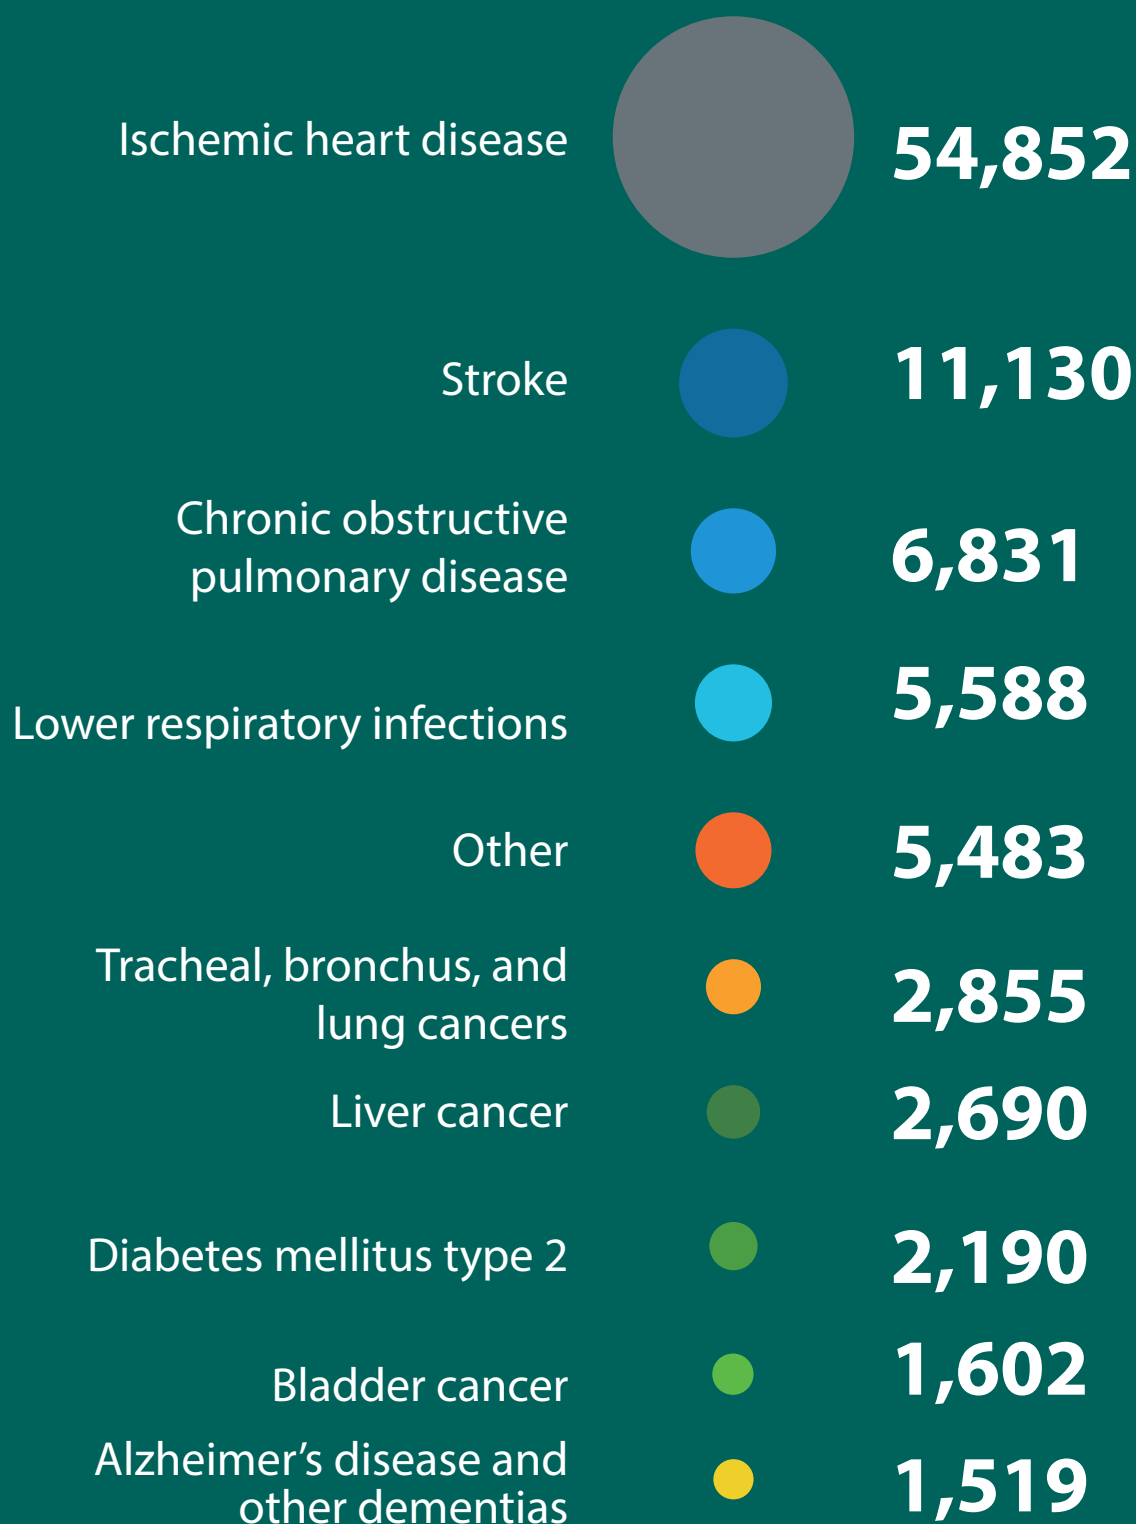 Ischemic heart disease
54,852
Stroke
11,130
Chronic obstructive
pulmonary disease
6,831
Lower respiratory infections
5,588
Other
5,483
Tracheal, bronchus, and
lung cancers
2,855
Liver cancer
2,690
Diabetes mellitus type 2
2,190
Bladder cancer
1,602
Alzheimer’s disease and
other dementias
1,519